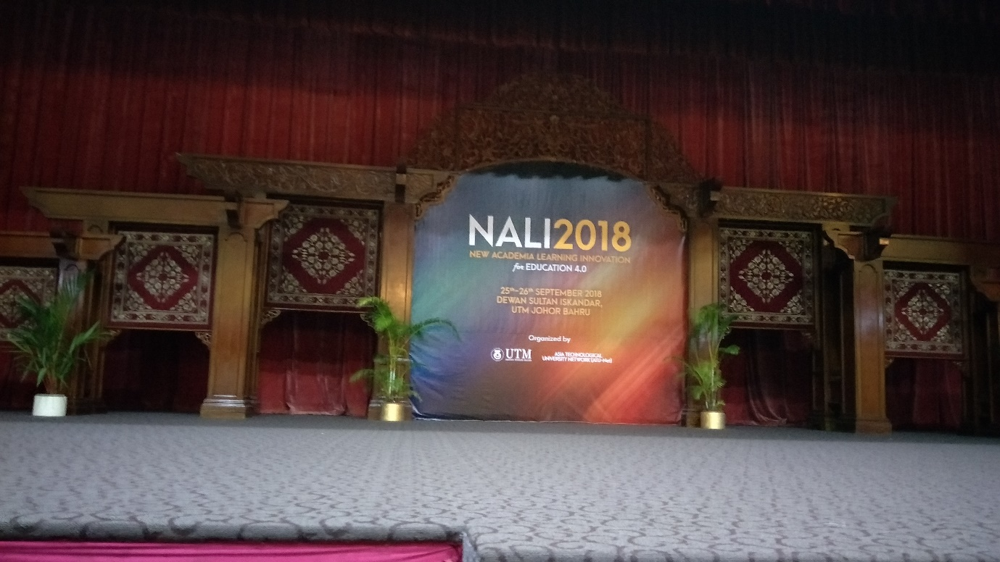 NALI2018
NEW ACADEMIA LEARNING INNOVATION
for EDUCATION 4.0
25th–26th SEPTEMBER 2018
DEWAN SULTAN ISKANDAR,
UTM JOHOR BAHRU
Organized by
UTM
ASIA TECHNOLOGICAL
UNIVERSITY NETWORK (ATU-Net)